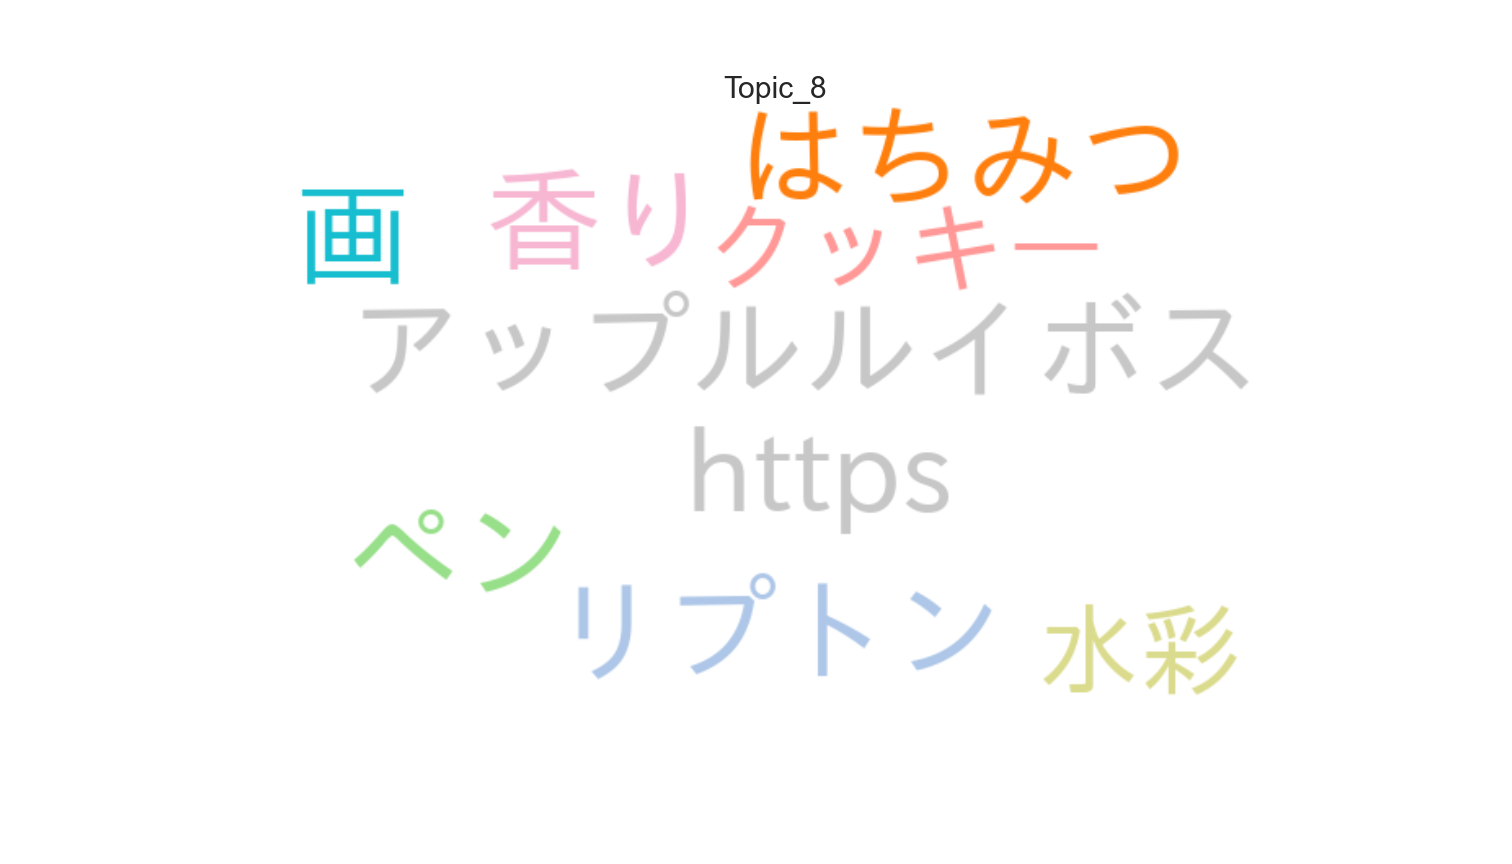 Topic_8
はちみつ
画
香り
クッキー
アップルルイボス
https
ペン
リプトン
水彩